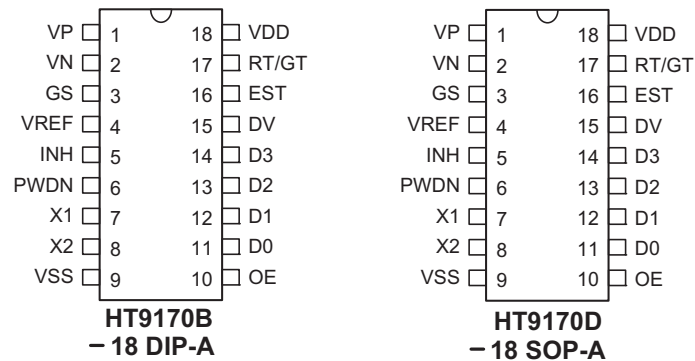 VP 1 18 VDD
VN 2 17 RT/GT
GS 3 16 EST
VREF 4 15 DV
INH 5 14 D3
PWDN 6 13 D2
X1 7 12 D1
X2 8 11 D0
VSS 9 10 OE
HT9170B
– 18 DIP-A
VP 1 18 VDD
VN 2 17 RT/GT
GS 3 16 EST
VREF 4 15 DV
INH 5 14 D3
PWDN 6 13 D2
X1 7 12 D1
X2 8 11 D0
VSS 9 10 OE
HT9170D
– 18 SOP-A